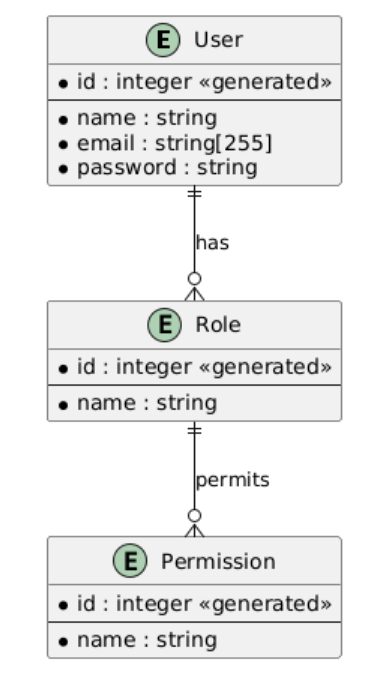 E User
* id : integer «generated»
* name : string
* email : string[255]
* password : string
has
E Role
* id : integer «generated»
* name : string
permits
E Permission
* id : integer «generated»
* name : string